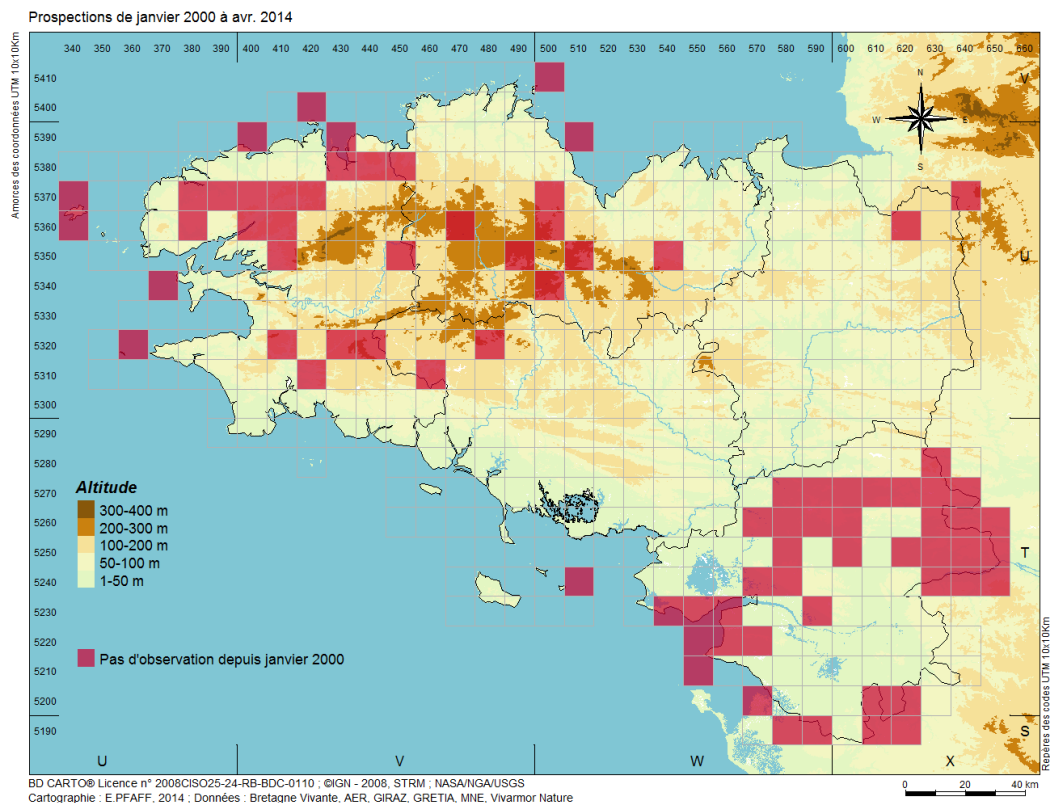 Prospections de janvier 2000 à avr. 2014
340 350 360 370 380 390 400 410 420 430 440 450 460 470 480 490 500 510 520 530 540 550 560 570 580 590 600 610 620 630 640 650 660
Amorces des coordonnées UTM 10x10Km
5410
5400
5390
5380
5370
5360
5350
5340
5330
5320
5310
5300
5290
5280
5270
5260
5250
5240
5230
5220
5210
5200
5190
N
W E
S
V
U
T
S
Altitude
300-400 m
200-300 m
100-200 m
50-100 m
1-50 m
Pas d'observation depuis janvier 2000
Repères des codes UTM 10x10Km
U V W X
BD CARTO® Licence n° 2008CISO25-24-RB-BDC-0110 ; ©IGN - 2008, STRM ; NASA/NGA/USGS
Cartographie : E.PFAFF, 2014 ; Données : Bretagne Vivante, AER, GIRAZ, GRETIA, MNE, Vivarmor Nature
0 20 40 km